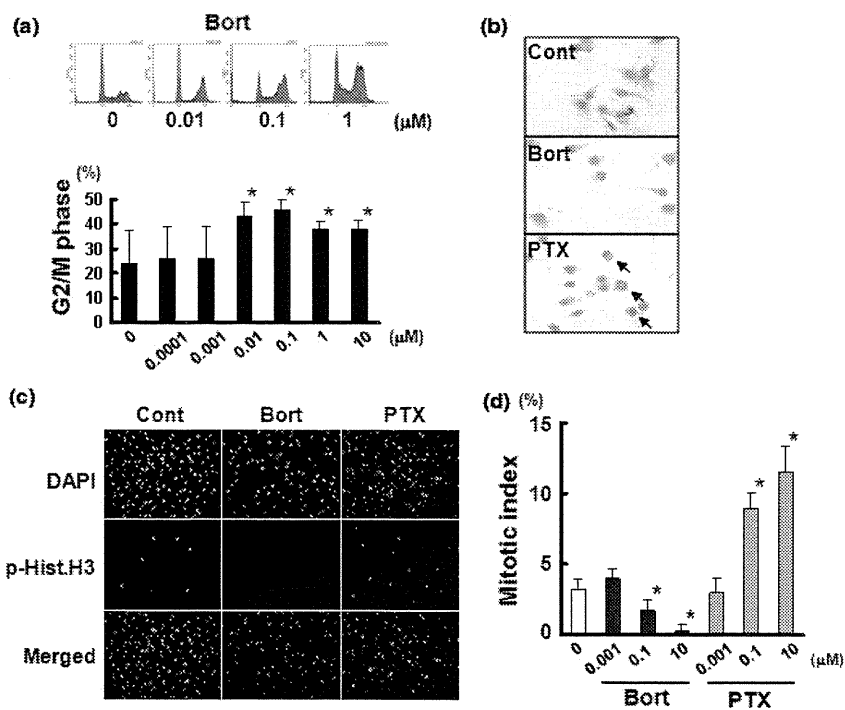 (a)
Bort
0 0.01 0.1 1 (μM)
(%)
G2/M phase
50
40
30
20
10
0
* * * *
0 0.0001 0.001 0.01 0.1 1 10 (μM)
(b)
Cont
Bort
PTX
(c)
Cont Bort PTX
DAPI
p-Hist.H3
Merged
(d) (%)
Mitotic index
15
10
5
0
* * * *
0 0.001 0.1 10 0.001 0.1 10 (μM)
Bort PTX